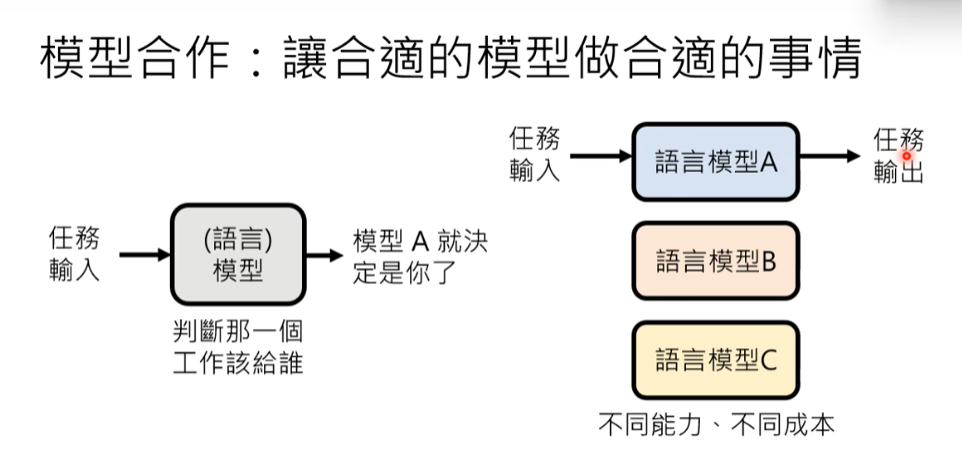 模型合作：讓合適的模型做合適的事情
任務
輸入
(語言)
模型
模型 A 就決
定是你了
判斷那一個
工作該給誰
任務
輸入
語言模型A
任務
輸出
語言模型B
語言模型C
不同能力、不同成本